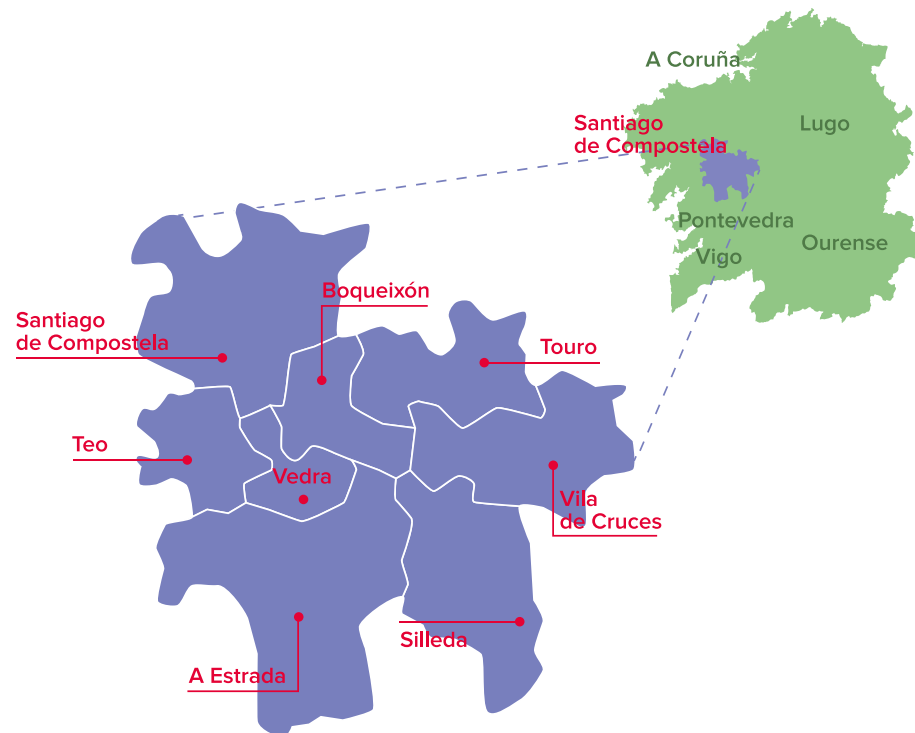 A Coruña
Santiago
de Compostela
Lugo
Pontevedra
Ourense
Vigo
Boqueixón
Santiago
de Compostela
Touro
Teo
Vedra
Vila
de Cruces
Silleda
A Estrada